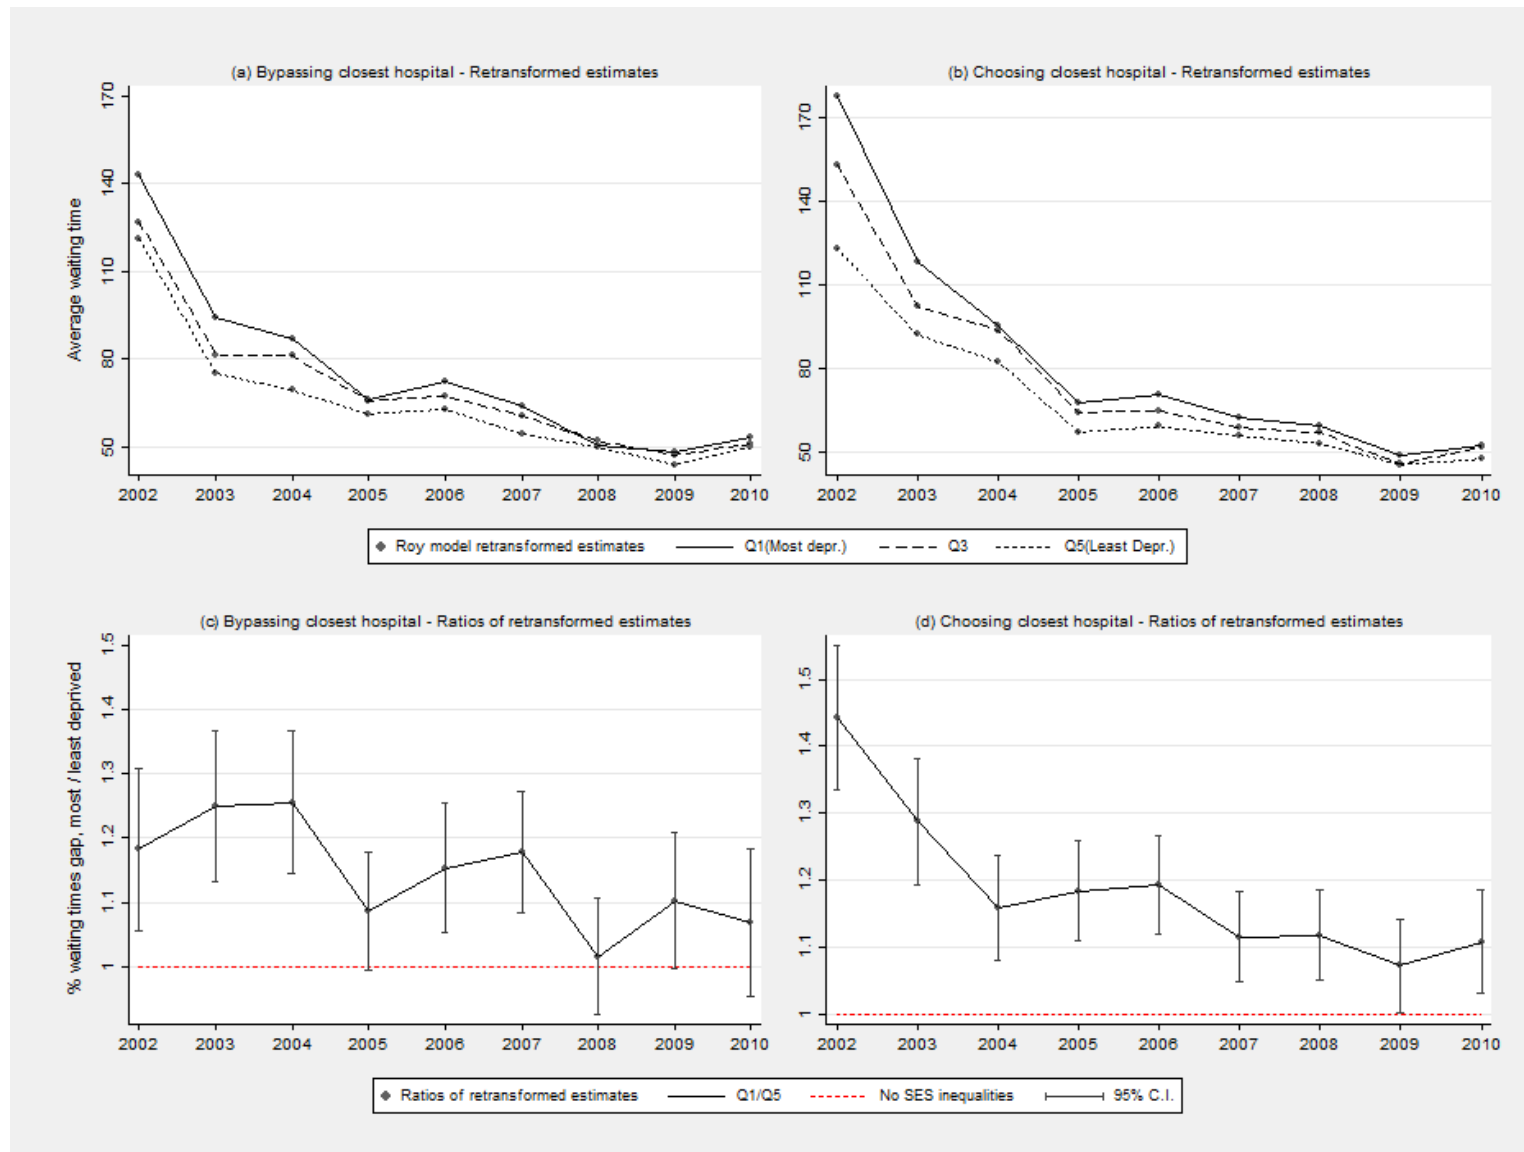 (a) Bypassing closest hospital - Retransformed estimates
Average waiting time
170
140
110
80
50
2002 2003 2004 2005 2006 2007 2008 2009 2010
(b) Choosing closest hospital - Retransformed estimates
170
140
110
80
50
2002 2003 2004 2005 2006 2007 2008 2009 2010
Roy model retransformed estimates Q1(Most depr.) Q3 Q5(Least Depr.)
(c) Bypassing closest hospital - Ratios of retransformed estimates
% waiting times gap, most / least deprived
1.5
1.4
1.3
1.2
1.1
1
2002 2003 2004 2005 2006 2007 2008 2009 2010
(d) Choosing closest hospital - Ratios of retransformed estimates
1.5
1.4
1.3
1.2
1.1
1
2002 2003 2004 2005 2006 2007 2008 2009 2010
Ratios of retransformed estimates Q1/Q5 No SES inequalities 95% C.I.